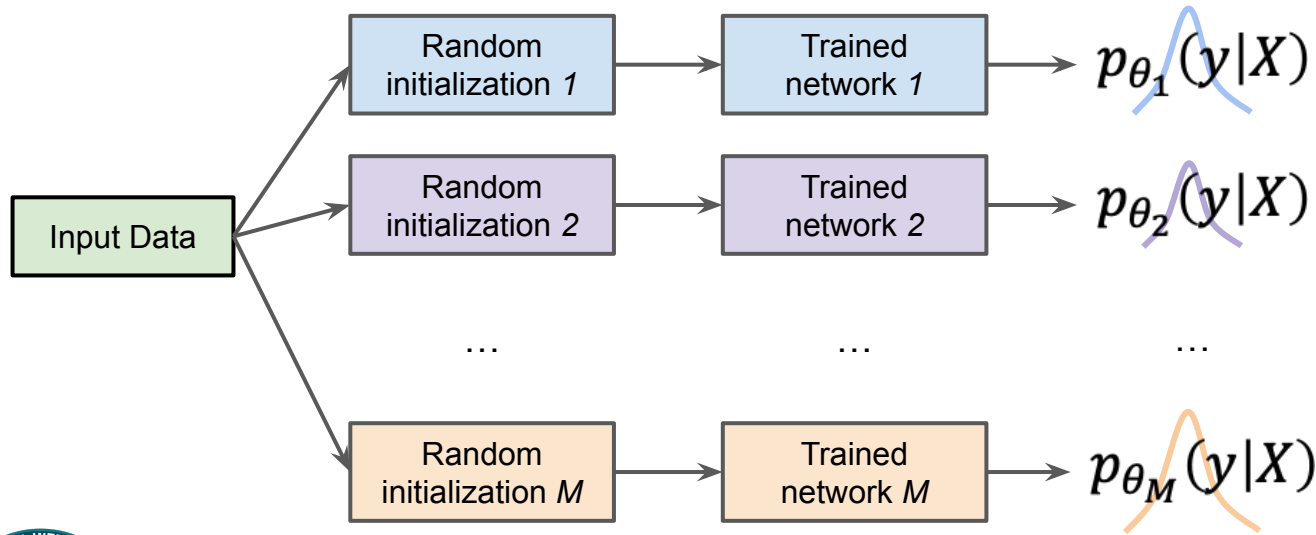 Random
initialization 1
Trained
network 1
pθ₁(y|X)
Input Data
Random
initialization 2
Trained
network 2
pθ₂(y|X)
...
...
...
Random
initialization M
Trained
network M
pθ_M(y|X)